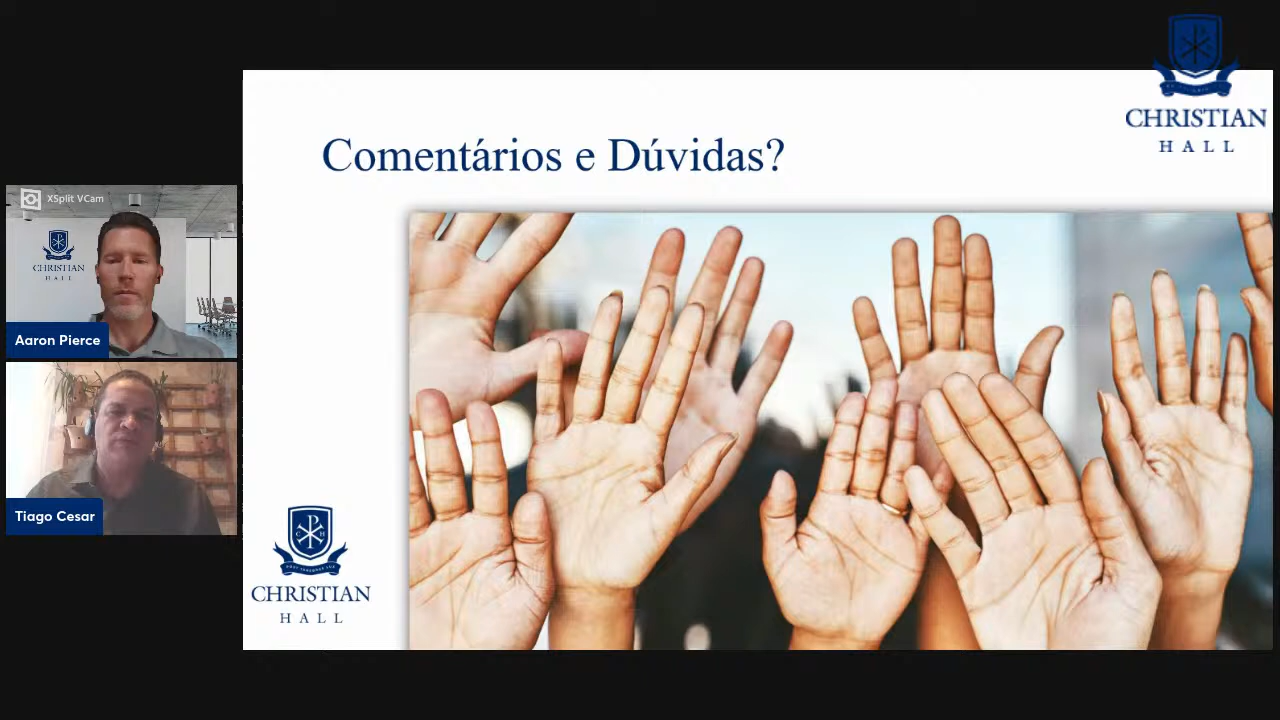 CHRISTIAN
HALL
Comentários e Dúvidas?
XSplit VCam
CHRISTIAN
HALL
Aaron Pierce
Tiago Cesar
CHRISTIAN
HALL